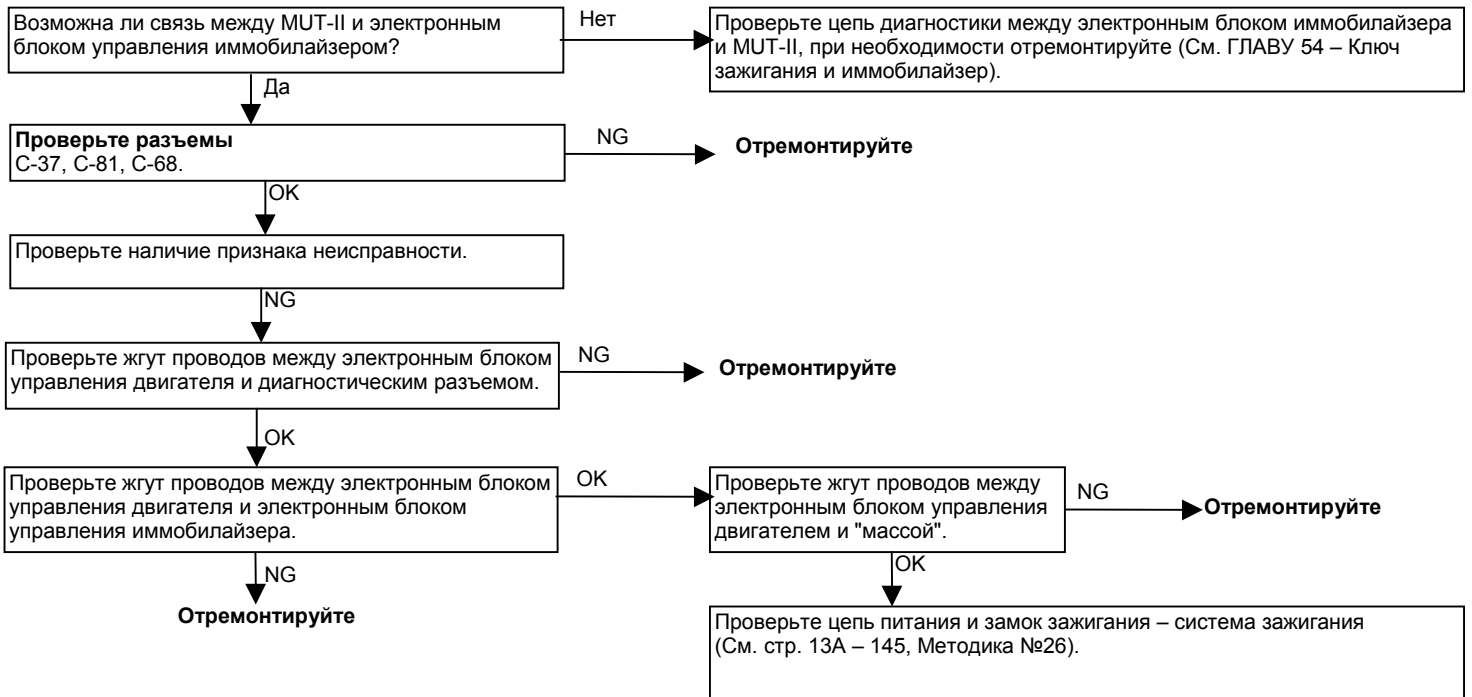 Возможна ли связь между MUT-II и электронным
блоком управления иммобилайзером?
Нет
Проверьте цепь диагностики между электронным блоком иммобилайзера
и MUT-II, при необходимости отремонтируйте (См. ГЛАВУ 54 – Ключ
зажигания и иммобилайзер).
Да
Проверьте разъемы
С-37, С-81, С-68.
NG
Отремонтируйте
OK
Проверьте наличие признака неисправности.
NG
Проверьте жгут проводов между электронным блоком
управления двигателя и диагностическим разъемом.
NG
Отремонтируйте
OK
Проверьте жгут проводов между электронным блоком
управления двигателя и электронным блоком
управления иммобилайзера.
OK
Проверьте жгут проводов между
электронным блоком управления
двигателем и "массой".
NG
Отремонтируйте
NG
Отремонтируйте
OK
Проверьте цепь питания и замок зажигания – система зажигания
(См. стр. 13А – 145, Методика №26).